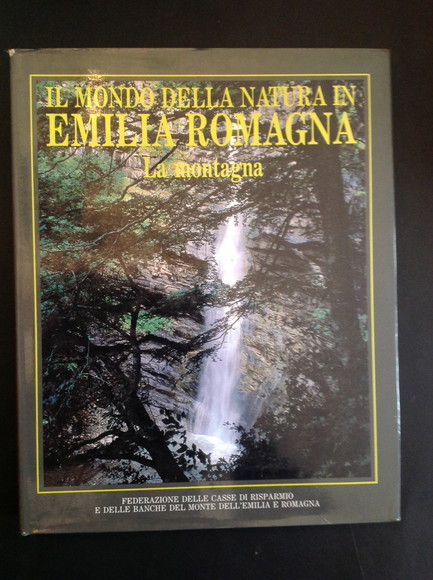 IL MONDO DELLA NATURA IN
EMILIA ROMAGNA
La montagna
FEDERAZIONE DELLE CASSE DI RISPARMIO
E DELLE BANCHE DEL MONTE DELL'EMILIA E ROMAGNA